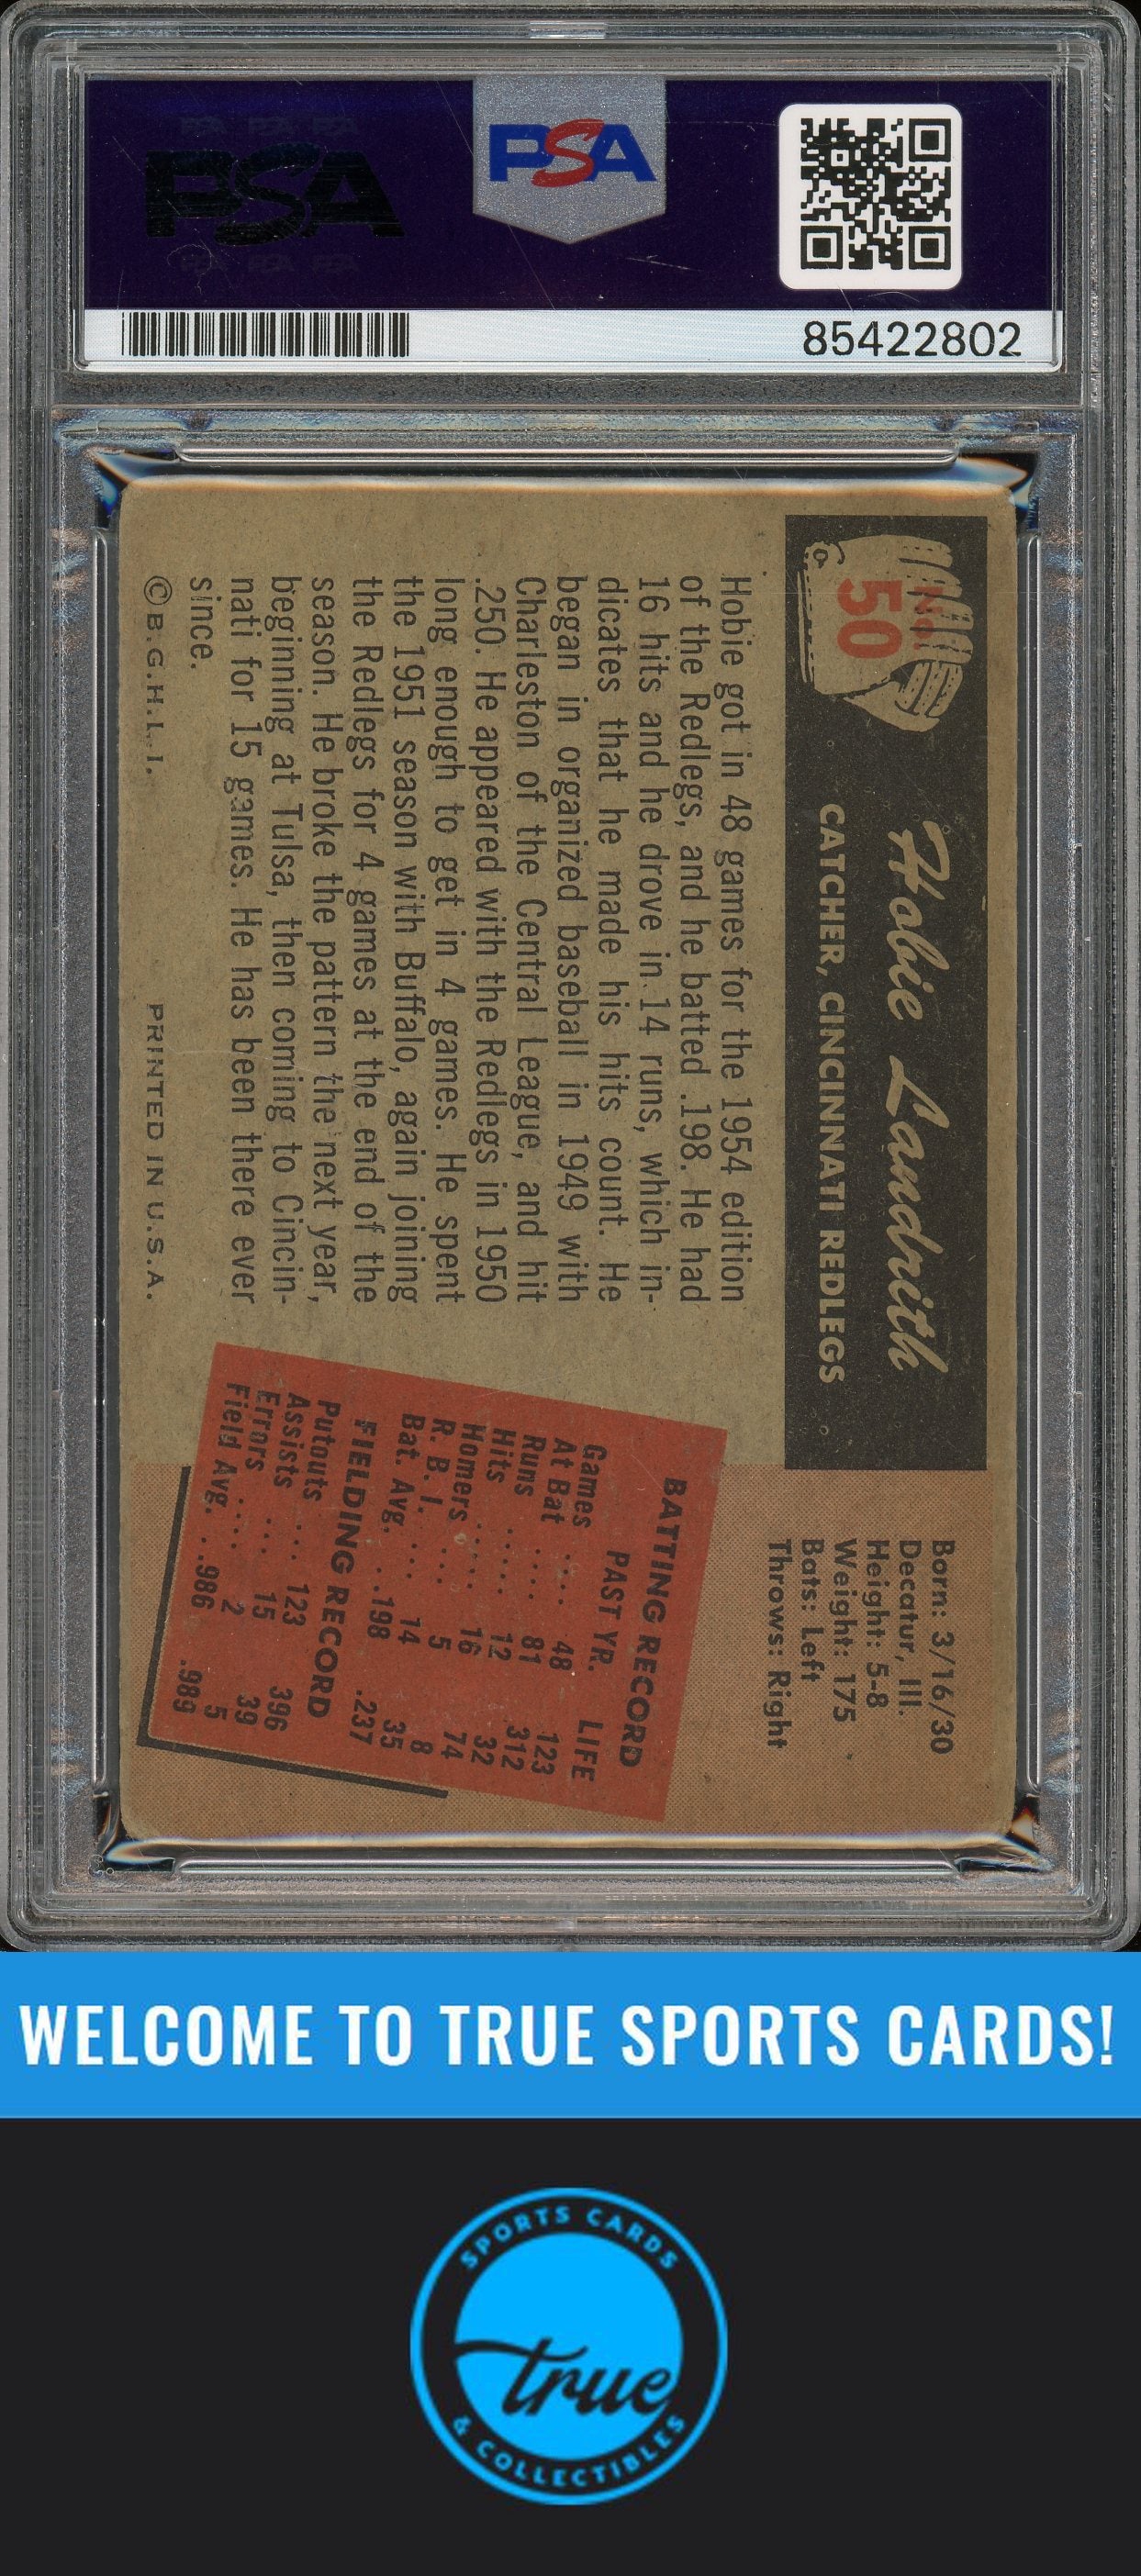 PSA PSA PSA
PSA
PSA PSA PSA
PSA
85422802
No.
50
Hobie Landrith
CATCHER, CINCINNATI REDLEGS
Hobie got in 48 games for the 1954 edition
of the Redlegs, and he batted .198. He had
16 hits and he drove in 14 runs, which in-
dicates that he made his hits count. He
began in organized baseball in 1949 with
Charleston of the Central League, and hit
.250. He appeared with the Redlegs in 1950
long enough to get in 4 games. He spent
the 1951 season with Buffalo, again joining
the Redlegs for 4 games at the end of the
season. He broke the pattern the next year,
beginning at Tulsa, then coming to Cincin-
nati for 15 games. He has been there ever
since.
© B.G.H.L.I. PRINTED IN U.S.A.
Born: 3/16/30
Decatur, Ill.
Height: 5-8
Weight: 175
Bats: Left
Throws: Right
BATTING RECORD
PAST YR. LIFE
Games .... 48 123
At Bat .... 81 312
Runs .... 12 32
Hits .... 16 74
Homers .... 5 8
R. B. I. .... 14 35
Bat. Avg. .... .198 .237
FIELDING RECORD
Putouts ... 123 396
Assists ... 15 39
Errors .... 2 5
Field Avg. . .986 .989
WELCOME TO TRUE SPORTS CARDS!
SPORTS CARDS
true
& COLLECTIBLES